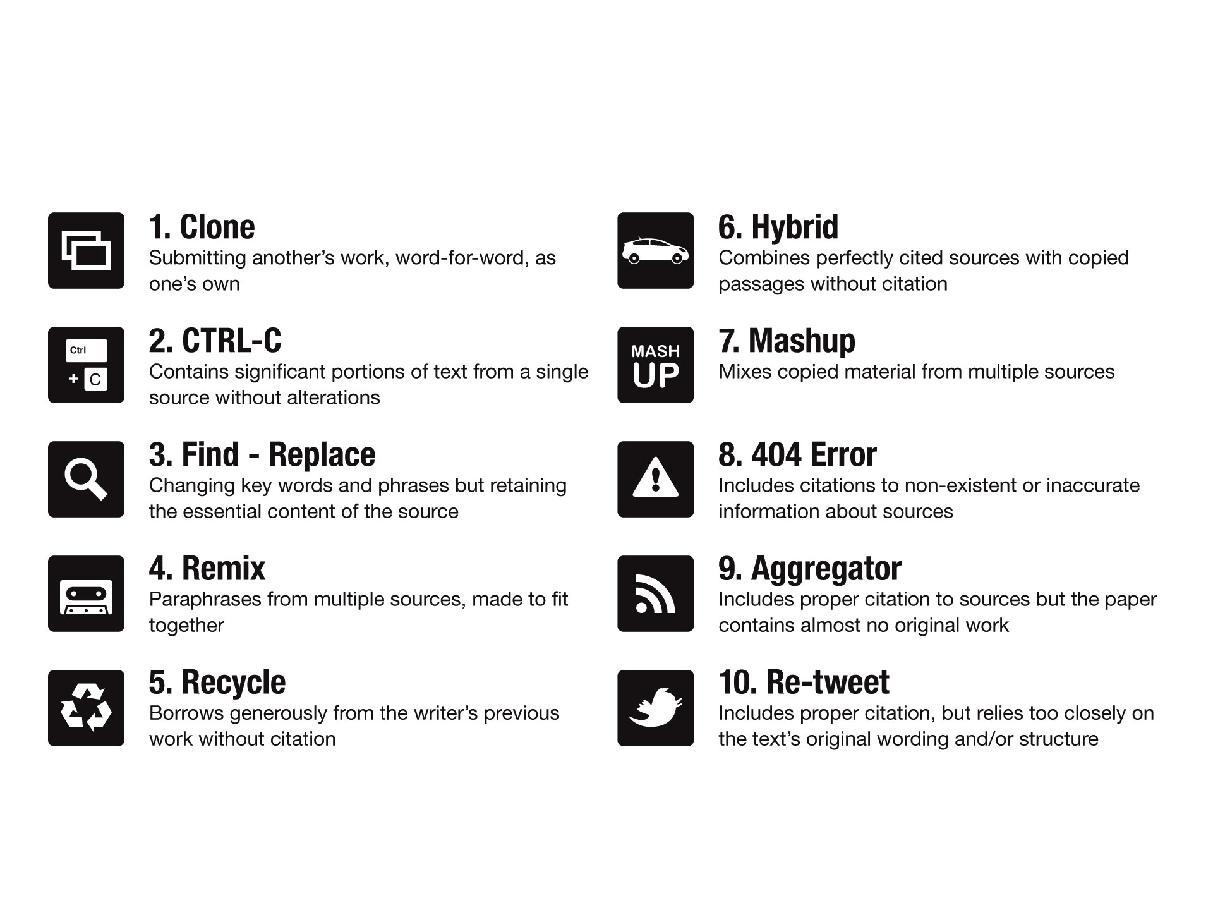 1. Clone
Submitting another’s work, word-for-word, as
one’s own
Ctrl
+ C
2. CTRL-C
Contains significant portions of text from a single
source without alterations
3. Find - Replace
Changing key words and phrases but retaining
the essential content of the source
4. Remix
Paraphrases from multiple sources, made to fit
together
5. Recycle
Borrows generously from the writer’s previous
work without citation
6. Hybrid
Combines perfectly cited sources with copied
passages without citation
MASH
UP
7. Mashup
Mixes copied material from multiple sources
8. 404 Error
Includes citations to non-existent or inaccurate
information about sources
9. Aggregator
Includes proper citation to sources but the paper
contains almost no original work
10. Re-tweet
Includes proper citation, but relies too closely on
the text’s original wording and/or structure